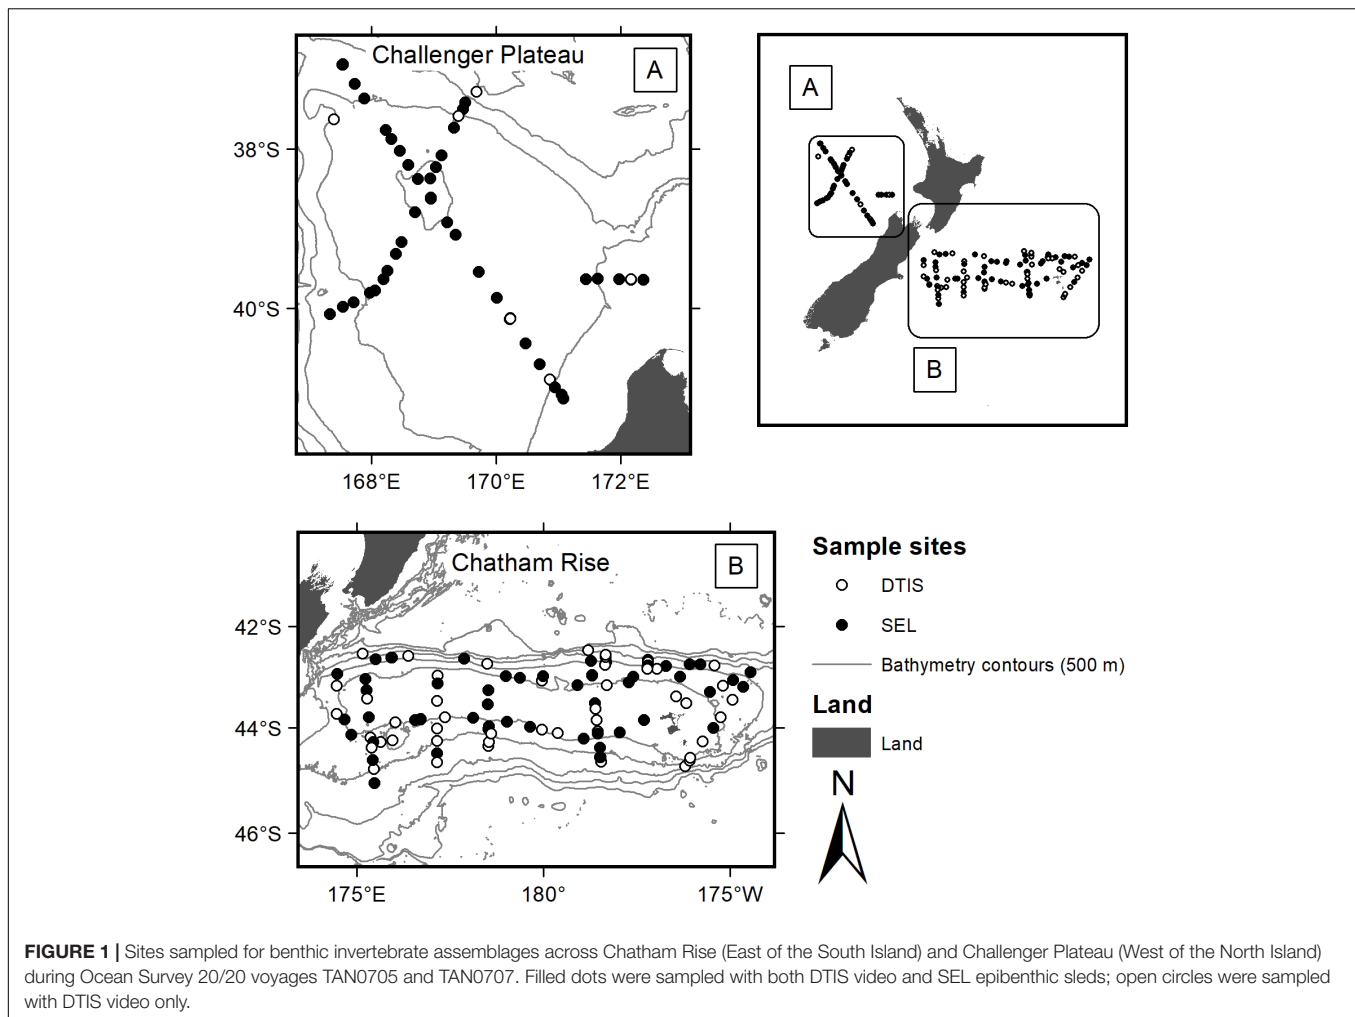 Challenger Plateau
A
38°S
40°S
168°E
170°E
172°E
A
B
Chatham Rise
B
42°S
44°S
46°S
175°E
180°
175°W
Sample sites
DTIS
SEL
Bathymetry contours (500 m)
Land
Land
N
FIGURE 1 | Sites sampled for benthic invertebrate assemblages across Chatham Rise (East of the South Island) and Challenger Plateau (West of the North Island)
during Ocean Survey 20/20 voyages TAN0705 and TAN0707. Filled dots were sampled with both DTIS video and SEL epibenthic sleds; open circles were sampled
with DTIS video only.